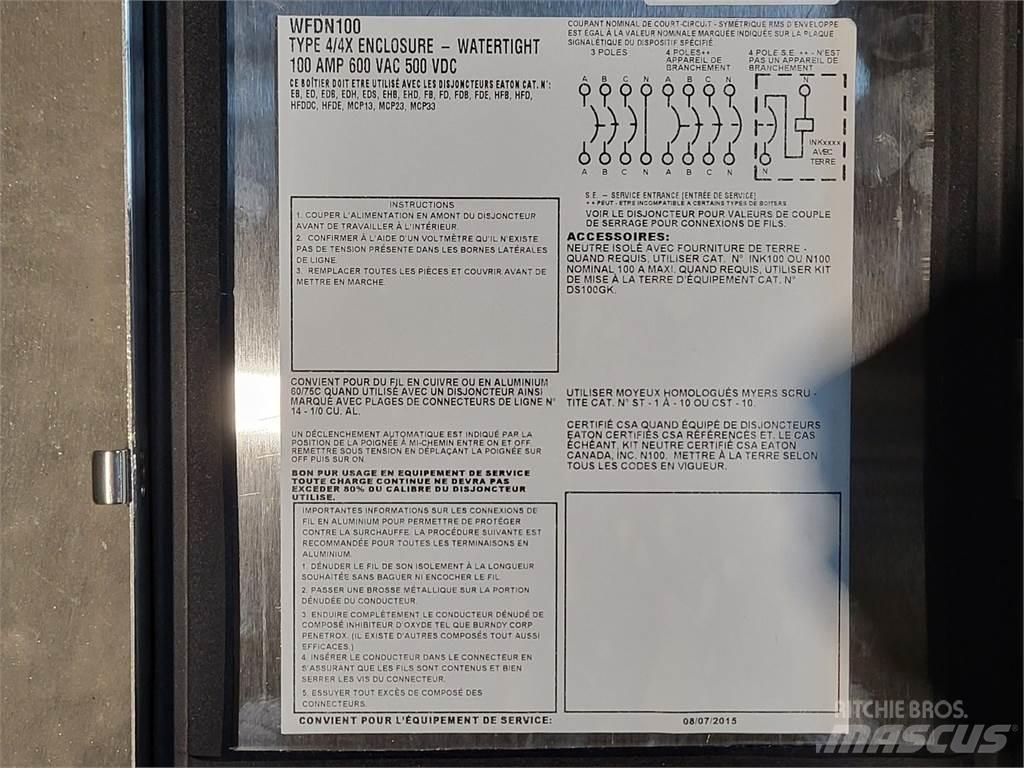 WFDN100
TYPE 4/4X ENCLOSURE - WATERTIGHT
100 AMP 600 VAC 500 VDC
CE BOÎTIER DOIT ETRE UTILISÉ AVEC LES DISJONCTEURS EATON CAT. N°:
EB, ED, EDB, EDH, EDS, EHB, EHD, FB, FD, FDB, FDE, HFB, HFD,
HFDDC, HFDE, MCP13, MCP23, MCP33
COURANT NOMINAL DE COURT-CIRCUIT - SYMÉTRIQUE RMS D'ENVELOPPE
EST ÉGAL À LA VALEUR NOMINALE MARQUÉE INDIQUÉE SUR LA PLAQUE
SIGNALÉTIQUE DU DISPOSITIF SPÉCIFIÉ
3 POLES
4 POLES++
APPAREIL DE
BRANCHEMENT
4 POLE S.E. ++ - N'EST
PAS UN APPAREIL DE
BRANCHEMENT
A B C N A B C N N
INKxxxx
AVEC
TERRE
N
A B C N A B C N
S.E. - SERVICE ENTRANCE [ENTRÉE DE SERVICE]
++ PEUT - ETRE INCOMPATIBLE A CERTAINS TYPES DE BOITIERS
VOIR LE DISJONCTEUR POUR VALEURS DE COUPLE
DE SERRAGE POUR CONNEXIONS DE FILS.
ACCESSOIRES:
NEUTRE ISOLÉ AVEC FOURNITURE DE TERRE -
QUAND REQUIS, UTILISER CAT. N° INK100 OU N100
NOMINAL 100 A MAXI. QUAND REQUIS, UTILISER KIT
DE MISE À LA TERRE D'ÉQUIPEMENT CAT. N°
DS100GK.
INSTRUCTIONS
1. COUPER L'ALIMENTATION EN AMONT DU DISJONCTEUR
AVANT DE TRAVAILLER À L'INTÉRIEUR.
2. CONFIRMER À L'AIDE D'UN VOLTMÈTRE QU'IL N'EXISTE
PAS DE TENSION PRÉSENTE DANS LES BORNES LATÉRALES
DE LIGNE.
3. REMPLACER TOUTES LES PIÈCES ET COUVRIR AVANT DE
METTRE EN MARCHE.
CONVIENT POUR DU FIL EN CUIVRE OU EN ALUMINIUM
60/75C QUAND UTILISÉ AVEC UN DISJONCTEUR AINSI
MARQUÉ AVEC PLAGES DE CONNECTEURS DE LIGNE N°
14 - 1/0 CU. AL.
UN DÉCLENCHEMENT AUTOMATIQUE EST INDIQUÉ PAR LA
POSITION DE LA POIGNÉE À MI-CHEMIN ENTRE ON ET OFF.
REMETTRE SOUS TENSION EN DÉPLAÇANT LA POIGNÉE SUR
OFF PUIS SUR ON.
BON PUR USAGE EN EQUIPEMENT DE SERVICE
TOUTE CHARGE CONTINUE NE DEVRA PAS
EXCEDER 80% DU CALIBRE DU DISJONCTEUR
UTILISE.
UTILISER MOYEUX HOMOLOGUÉS MYERS SCRU -
TITE CAT. N° ST - 1 À - 10 OU CST - 10.
CERTIFIÉ CSA QUAND ÉQUIPÉ DE DISJONCTEURS
EATON CERTIFIÉS CSA RÉFÉRENCÉS ET. LE CAS
ÉCHÉANT, KIT NEUTRE CERTIFIÉ CSA EATON
CANADA, INC. N100. METTRE À LA TERRE SELON
TOUS LES CODES EN VIGUEUR.
IMPORTANTES INFORMATIONS SUR LES CONNEXIONS DE
FIL EN ALUMINIUM POUR PERMETTRE DE PROTÉGER
CONTRE LA SURCHAUFFE. LA PROCÉDURE SUIVANTE EST
RECOMMANDÉE POUR TOUTES LES TERMINAISONS EN
ALUMINIUM.
1. DÉNUDER LE FIL DE SON ISOLEMENT À LA LONGUEUR
SOUHAITÉE SANS BAGUER NI ENCOCHER LE FIL.
2. PASSER UNE BROSSE MÉTALLIQUE SUR LA PORTION
DÉNUDÉE DU CONDUCTEUR.
3. ENDUIRE COMPLÈTEMENT LE CONDUCTEUR DÉNUDÉ DE
COMPOSÉ INHIBITEUR D'OXYDE TEL QUE BURNDY CORP
PENETROX. (IL EXISTE D'AUTRES COMPOSÉS TOUT AUSSI
EFFICACES.)
4. INSÉRER LE CONDUCTEUR DANS LE CONNECTEUR EN
S'ASSURANT QUE LES FILS SONT CONTENUS ET BIEN
SERRER LES VIS DU CONNECTEUR.
5. ESSUYER TOUT EXCÈS DE COMPOSÉ DES
CONNECTEURS.
CONVIENT POUR L'ÉQUIPEMENT DE SERVICE:
08/07/2015
RITCHIE BROS.
MASCUS